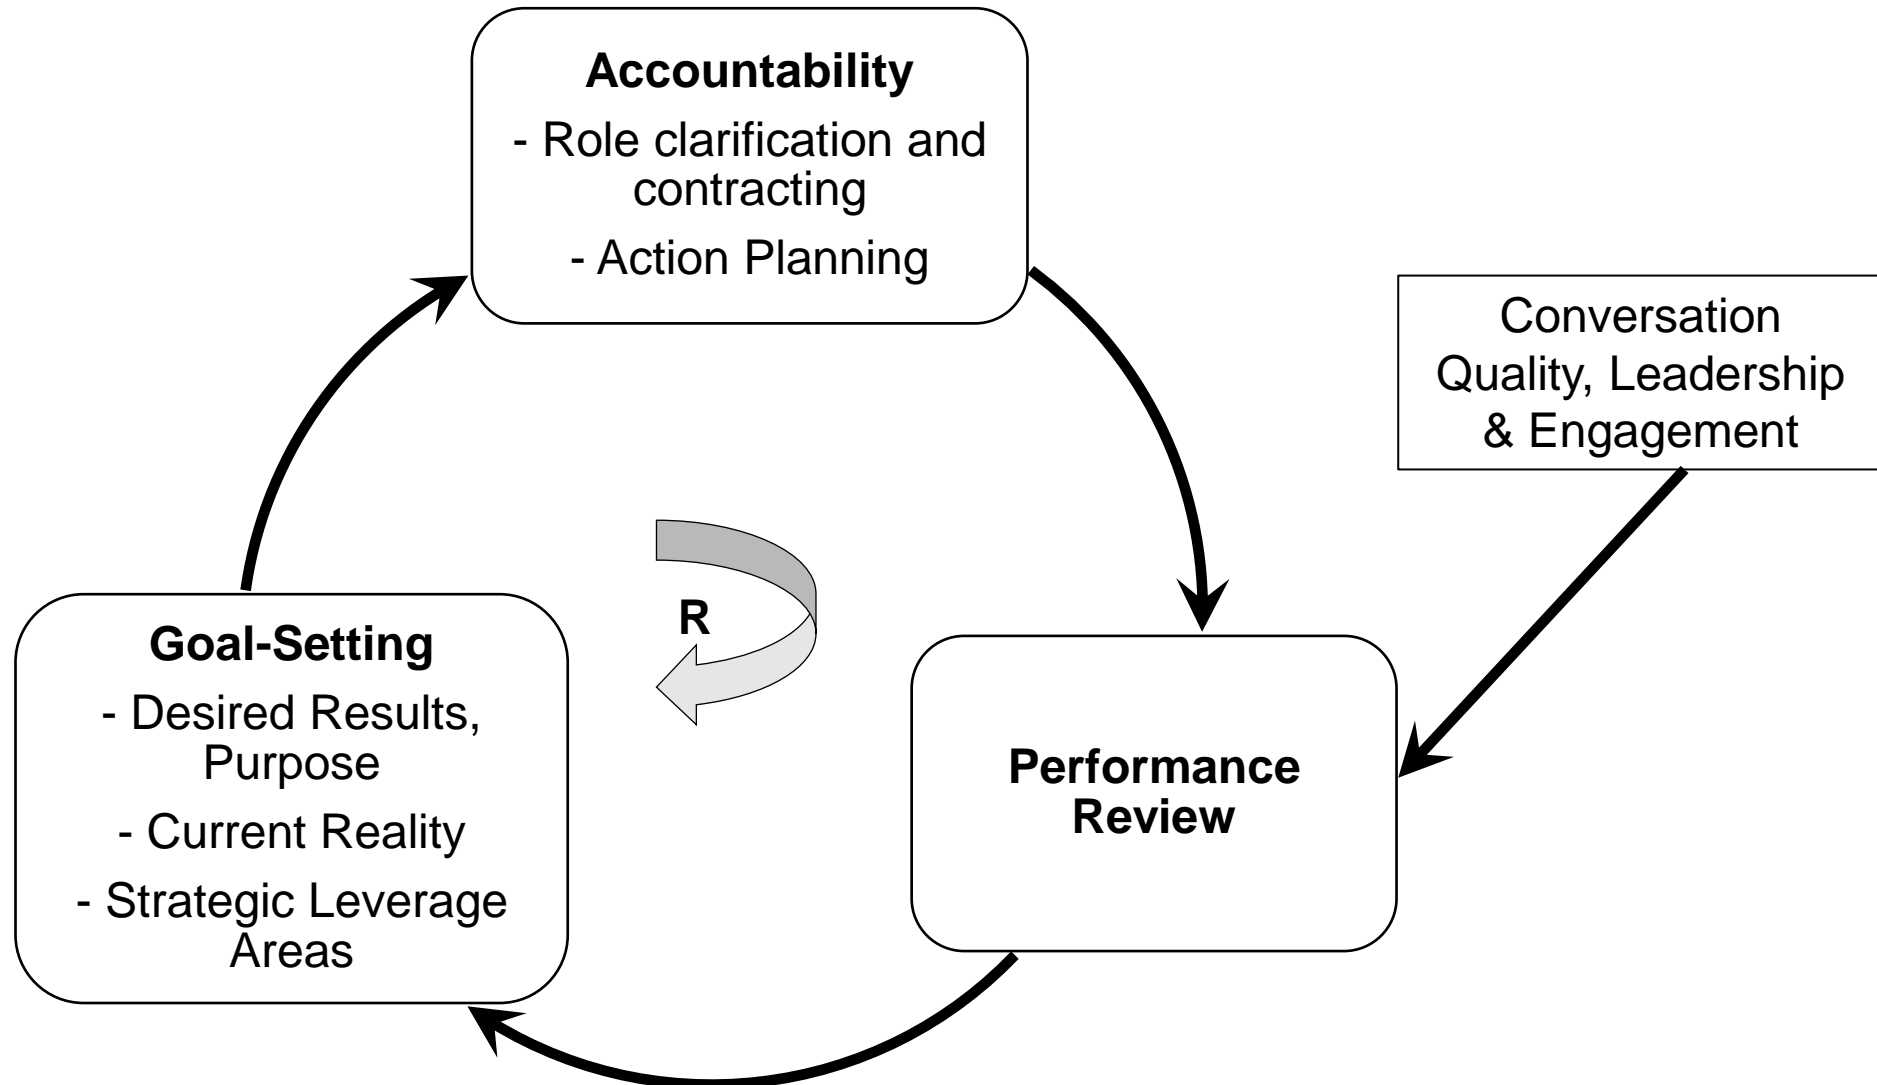 Accountability
- Role clarification and
contracting
- Action Planning
Conversation
Quality, Leadership
& Engagement
R
Goal-Setting
- Desired Results,
Purpose
- Current Reality
- Strategic Leverage
Areas
Performance
Review